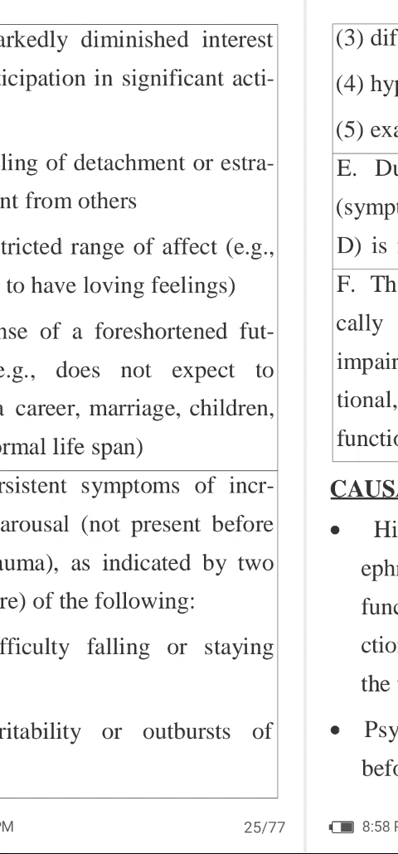 arkedly diminished interest
icipation in significant acti-
ling of detachment or estra-
nt from others
tricted range of affect (e.g.,
to have loving feelings)
nse of a foreshortened fut-
e.g., does not expect to
a career, marriage, children,
ormal life span)
rsistent symptoms of incr-
arousal (not present before
auma), as indicated by two
re) of the following:
fficulty falling or staying
ritability or outbursts of
PM 25/77
(3) dif
(4) hyp
(5) exa
E. Du
(sympt
D) is
F. Th
cally
impair
tional,
functio
CAUSA
• Hi
ephr
func
ctio
the
• Psy
befo
8:58 P